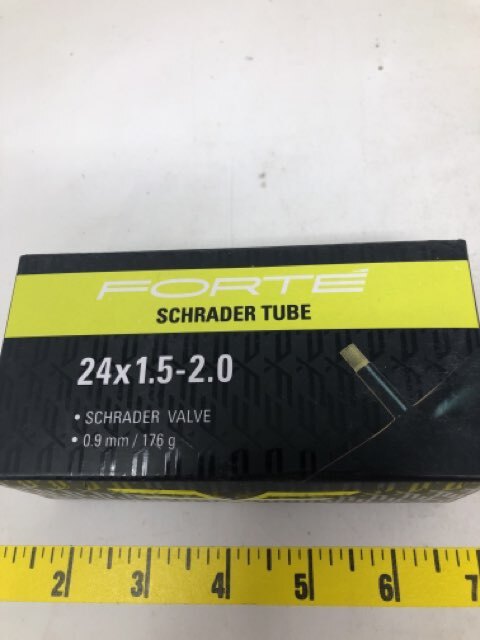 FORTÉ
SCHRADER TUBE
24x1.5-2.0
• SCHRADER VALVE
• 0.9 mm / 176 g
2 3 4 5 6 7